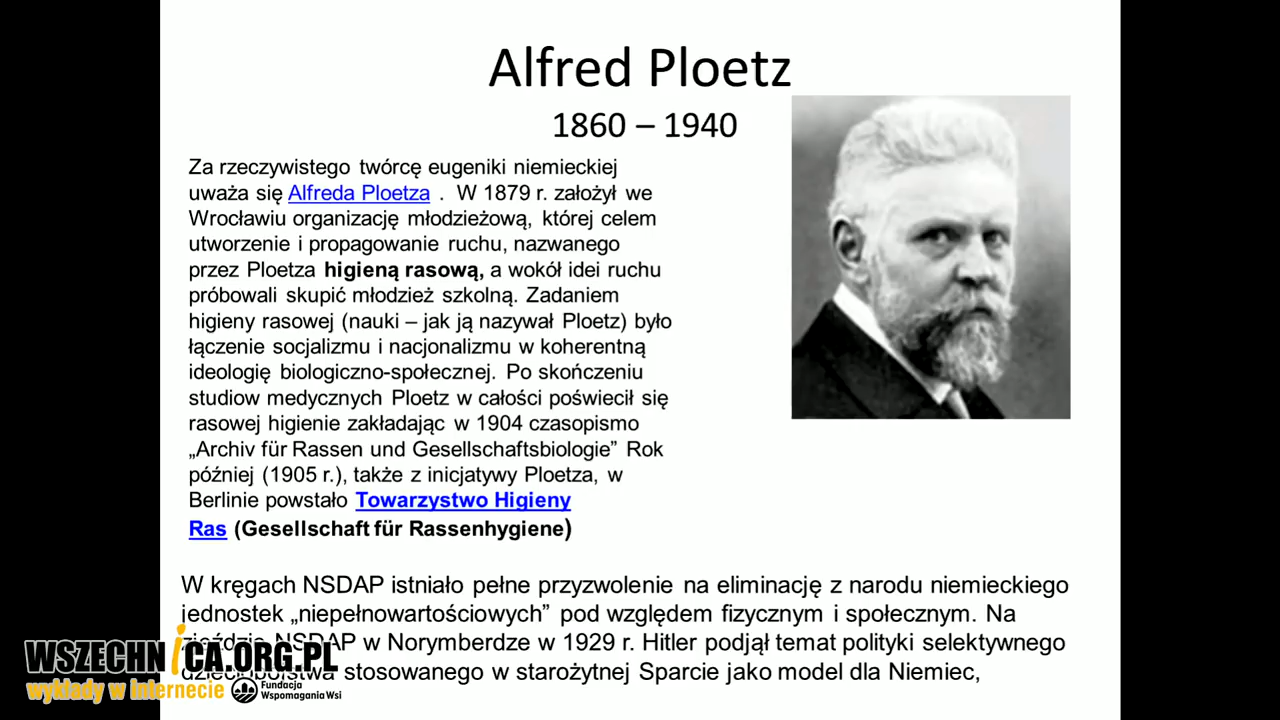 Alfred Ploetz
1860 – 1940
Za rzeczywistego twórcę eugeniki niemieckiej
uważa się Alfreda Ploetza . W 1879 r. założył we
Wrocławiu organizację młodzieżową, której celem
utworzenie i propagowanie ruchu, nazwanego
przez Ploetza higieną rasową, a wokół idei ruchu
próbowali skupić młodzież szkolną. Zadaniem
higieny rasowej (nauki – jak ją nazywał Ploetz) było
łączenie socjalizmu i nacjonalizmu w koherentną
ideologię biologiczno-społecznej. Po skończeniu
studiow medycznych Ploetz w całości poświecił się
rasowej higienie zakładając w 1904 czasopismo
„Archiv für Rassen und Gesellschaftsbiologie” Rok
później (1905 r.), także z inicjatywy Ploetza, w
Berlinie powstało Towarzystwo Higieny
Ras (Gesellschaft für Rassenhygiene)
W kręgach NSDAP istniało pełne przyzwolenie na eliminację z narodu niemieckiego
jednostek „niepełnowartościowych” pod względem fizycznym i społecznym. Na
NSDAP w Norymberdze w 1929 r. Hitler podjął temat polityki selektywnego
stosowanego w starożytnej Sparcie jako model dla Niemiec,
WSZECHNICA.ORG.PL
wykłady w internecie
Fundacja
Wspomagania Wsi